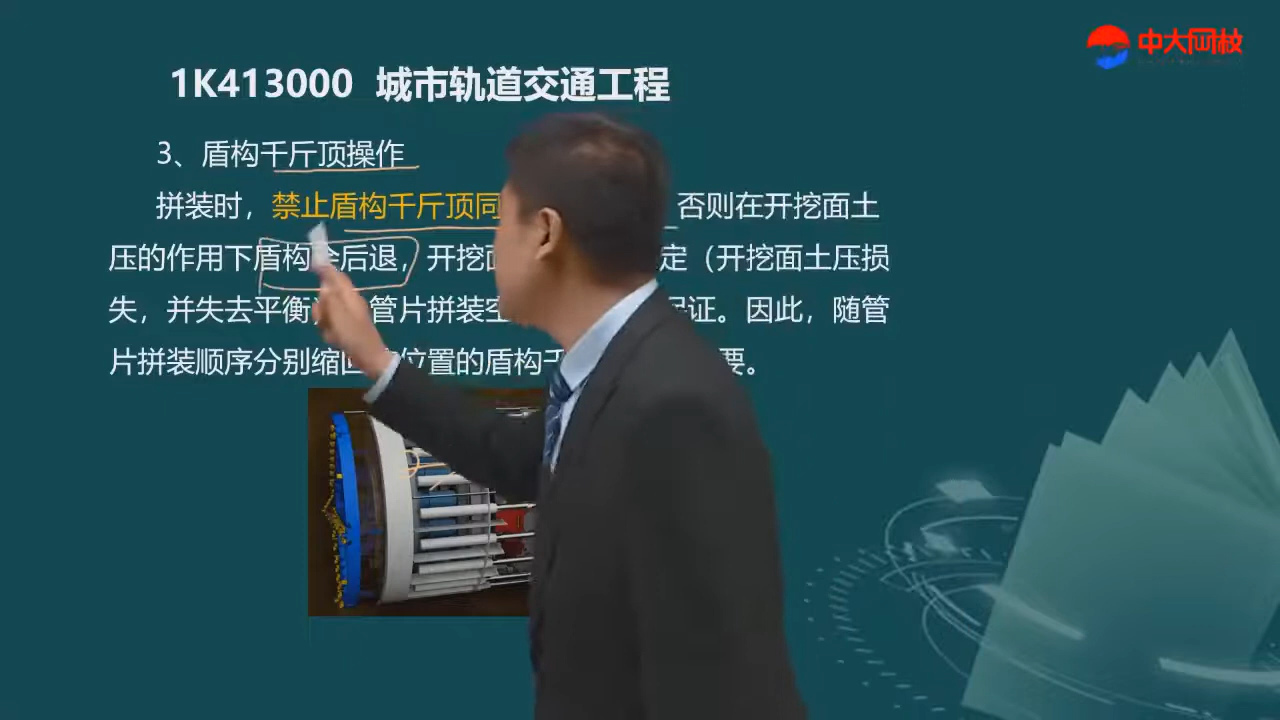 中大网校
1K413000 城市轨道交通工程
3、盾构千斤顶操作
拼装时，禁止盾构千斤顶同 否则在开挖面土
压的作用下盾构会后退，开挖面 定（开挖面土压损
失，并失去平衡） 管片拼装空 证。因此，随管
片拼装顺序分别缩回 位置的盾构千 要。